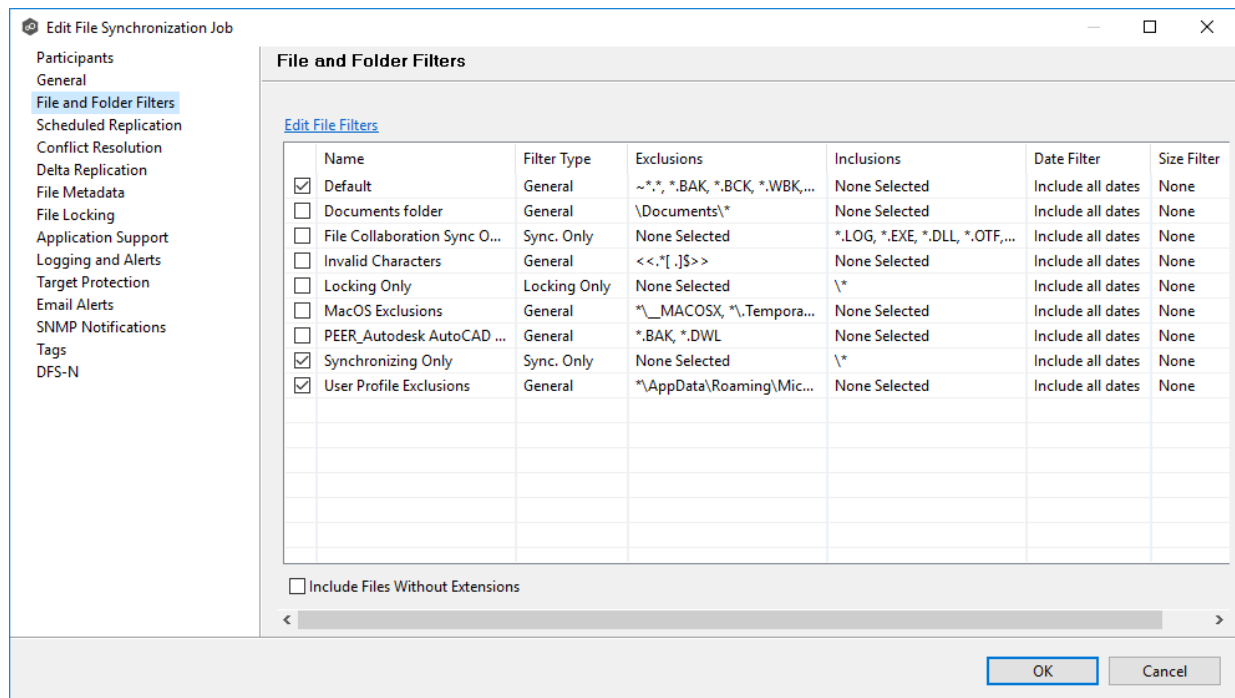 Edit File Synchronization Job
Participants
General
File and Folder Filters
Scheduled Replication
Conflict Resolution
Delta Replication
File Metadata
File Locking
Application Support
Logging and Alerts
Target Protection
Email Alerts
SNMP Notifications
Tags
DFS-N
File and Folder Filters
Edit File Filters
Name Filter Type Exclusions Inclusions Date Filter Size Filter
Default General ~*.*, *.BAK, *.BCK, *.WBK,... None Selected Include all dates None
Documents folder General \Documents\* None Selected Include all dates None
File Collaboration Sync O... Sync. Only None Selected *.LOG, *.EXE, *.DLL, *.OTF,... Include all dates None
Invalid Characters General <<.*[ .]$>> None Selected Include all dates None
Locking Only Locking Only None Selected \* Include all dates None
MacOS Exclusions General *\__MACOSX, *\.Tempora... None Selected Include all dates None
PEER_Autodesk AutoCAD ... General *.BAK, *.DWL None Selected Include all dates None
Synchronizing Only Sync. Only None Selected \* Include all dates None
User Profile Exclusions General *\AppData\Roaming\Mic... None Selected Include all dates None
Include Files Without Extensions
OK Cancel